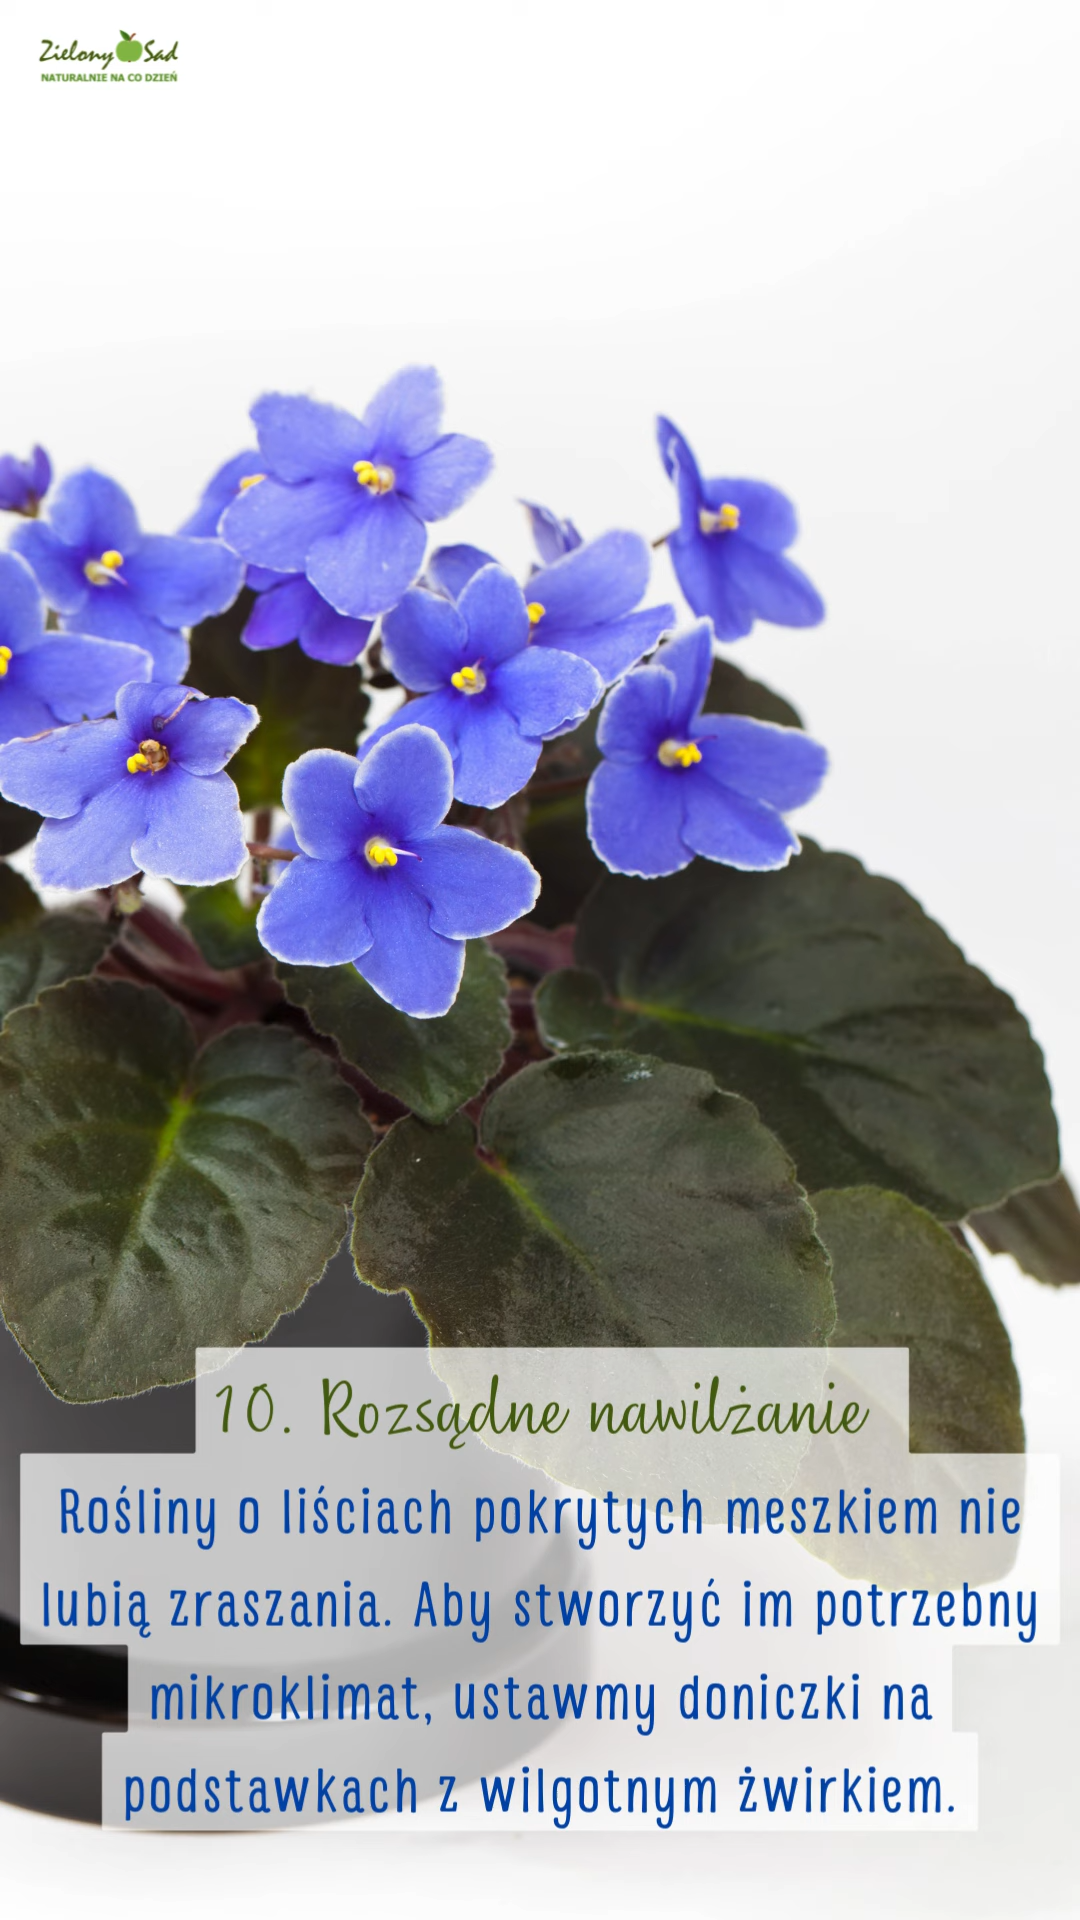 Zielony Sad
NATURALNIE NA CO DZIEŃ
10. Rozsądne nawilżanie
Rośliny o liściach pokrytych meszkiem nie
lubią zraszania. Aby stworzyć im potrzebny
mikroklimat, ustawmy doniczki na
podstawkach z wilgotnym żwirkiem.